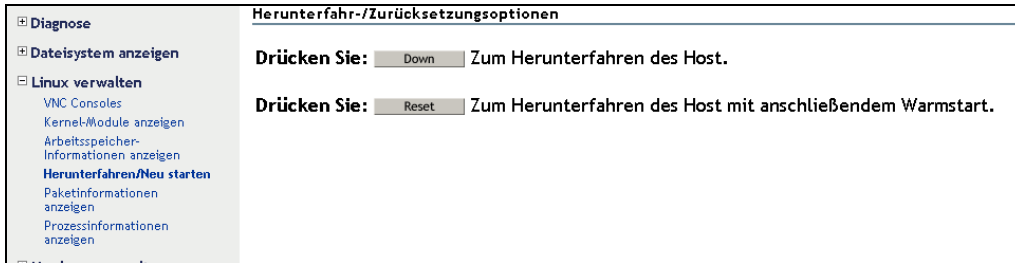 Diagnose
Dateisystem anzeigen
Linux verwalten
VNC Consoles
Kernel-Module anzeigen
Arbeitsspeicher-
Informationen anzeigen
Herunterfahren/Neu starten
Paketinformationen
anzeigen
Prozessinformationen
anzeigen
Herunterfahr-/Zurücksetzungsoptionen
Drücken Sie: Down Zum Herunterfahren des Host.
Drücken Sie: Reset Zum Herunterfahren des Host mit anschließendem Warmstart.